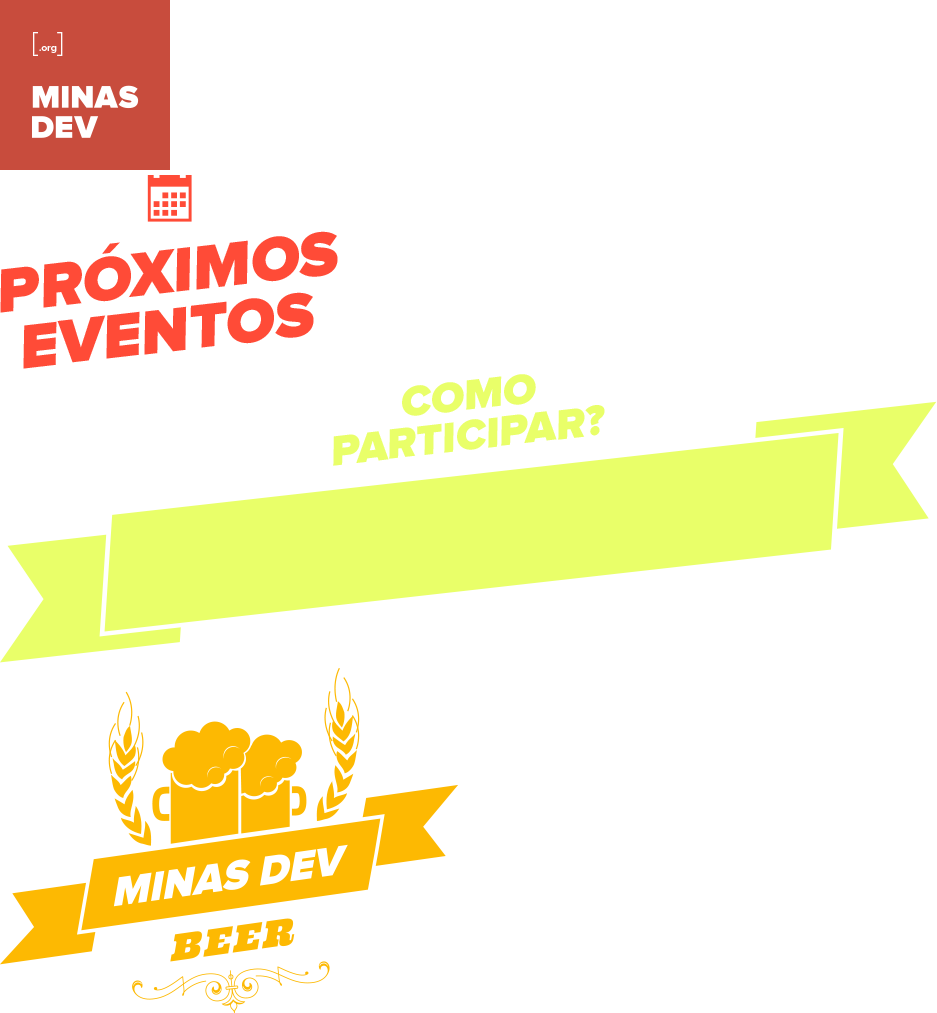 [.org]
MINAS
DEV
PRÓXIMOS
EVENTOS
COMO
PARTICIPAR?
MINAS DEV
BEER